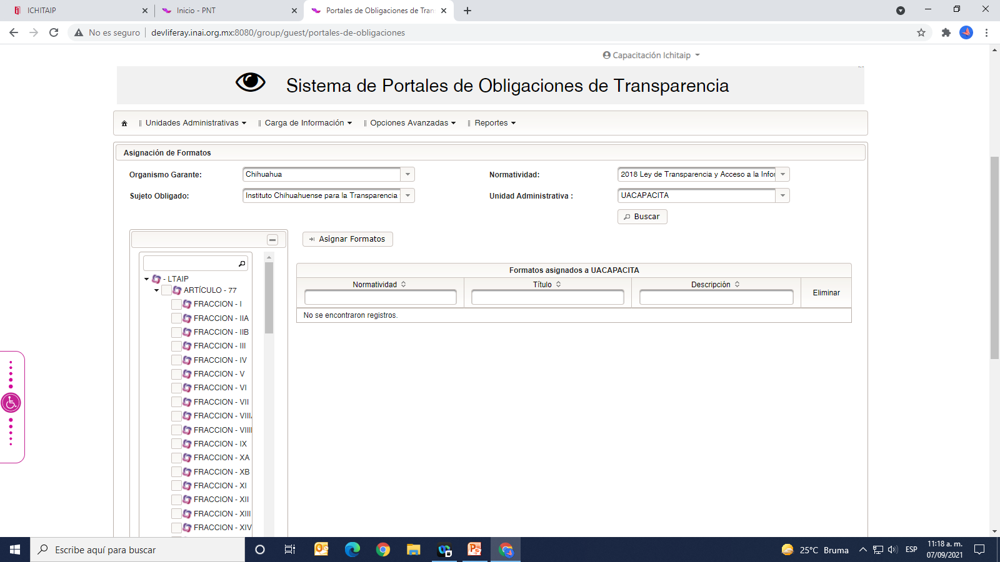 ICHITAIP
Inicio - PNT
Portales de Obligaciones de Tran
No es seguro
devliferay.inai.org.mx:8080/group/guest/portales-de-obligaciones
Capacitación Ichitaip
Sistema de Portales de Obligaciones de Transparencia
Unidades Administrativas
Carga de Información
Opciones Avanzadas
Reportes
Asignación de Formatos
Organismo Garante:
Chihuahua
Normatividad:
2018 Ley de Transparencia y Acceso a la Infor
Sujeto Obligado:
Instituto Chihuahuense para la Transparencia
Unidad Administrativa :
UACAPACITA
Buscar
Asignar Formatos
- LTAIP
ARTÍCULO - 77
FRACCION - I
FRACCION - IIA
FRACCION - IIB
FRACCION - III
FRACCION - IV
FRACCION - V
FRACCION - VI
FRACCION - VII
FRACCION - VIIIA
FRACCION - VIIII
FRACCION - IX
FRACCION - XA
FRACCION - XB
FRACCION - XI
FRACCION - XII
FRACCION - XIII
FRACCION - XIV
Formatos asignados a UACAPACITA
Normatividad
Título
Descripción
Eliminar
No se encontraron registros.
Escribe aquí para buscar
25°C Bruma
ESP
11:18 a. m.
07/09/2021